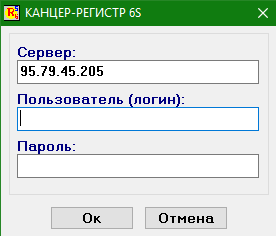 КАНЦЕР-РЕГИСТР 6S
Сервер:
95.79.45.205
Пользователь (логин):
Пароль:
Ок Отмена